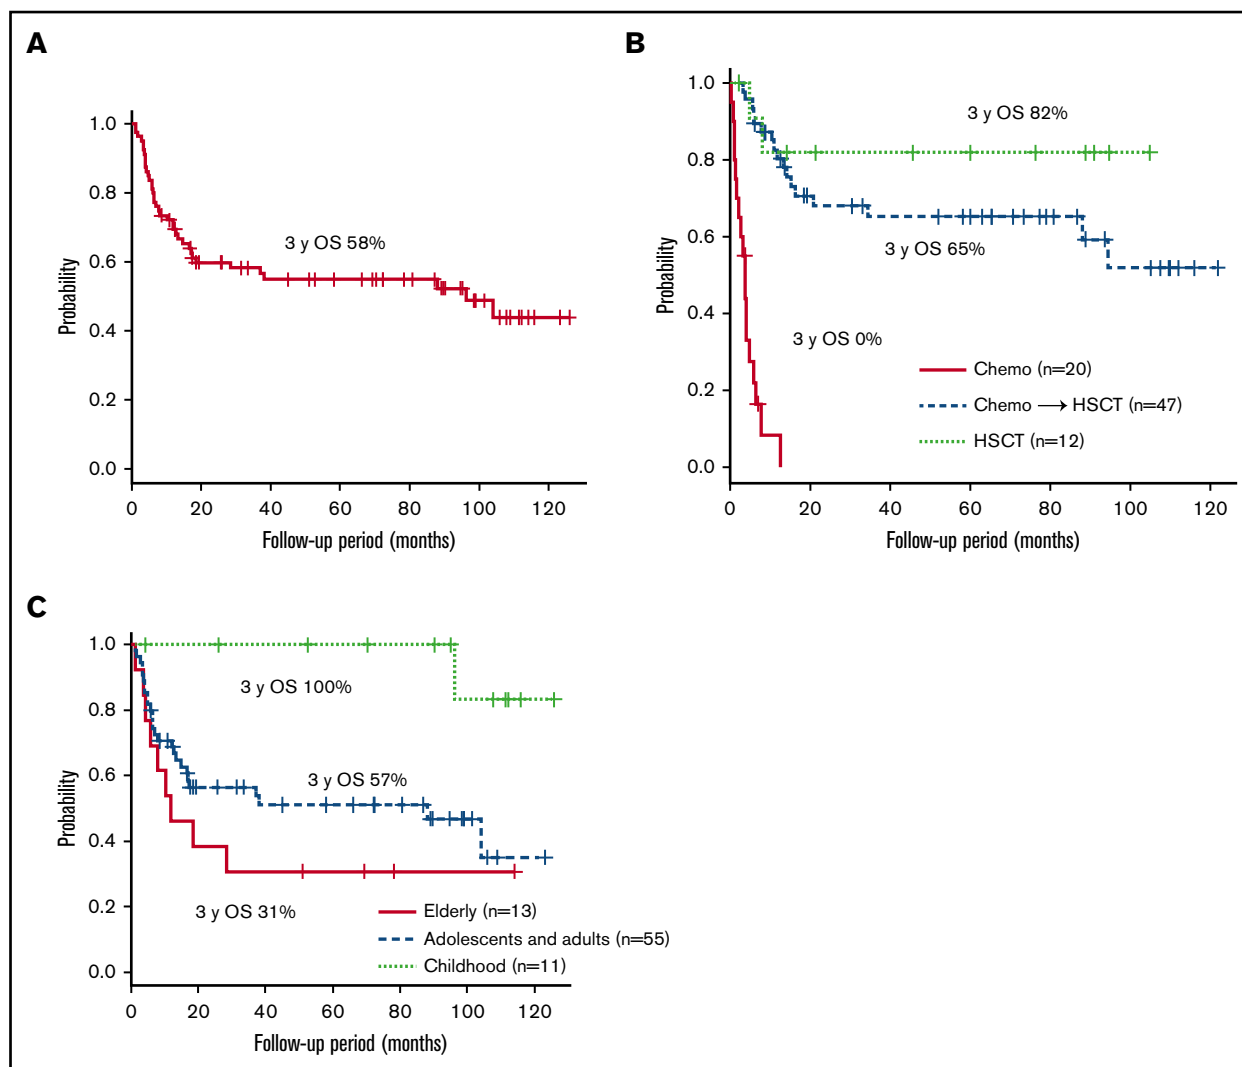 A
1.0
0.8
0.6
0.4
0.2
0.0
Probability
3 y OS 58%
0 20 40 60 80 100 120
Follow-up period (months)
B
1.0
0.8
0.6
0.4
0.2
0.0
Probability
3 y OS 82%
3 y OS 65%
3 y OS 0%
Chemo (n=20)
Chemo ⟶ HSCT (n=47)
HSCT (n=12)
0 20 40 60 80 100 120
Follow-up period (months)
C
1.0
0.8
0.6
0.4
0.2
0.0
Probability
3 y OS 100%
3 y OS 57%
3 y OS 31%
Elderly (n=13)
Adolescents and adults (n=55)
Childhood (n=11)
0 20 40 60 80 100 120
Follow-up period (months)